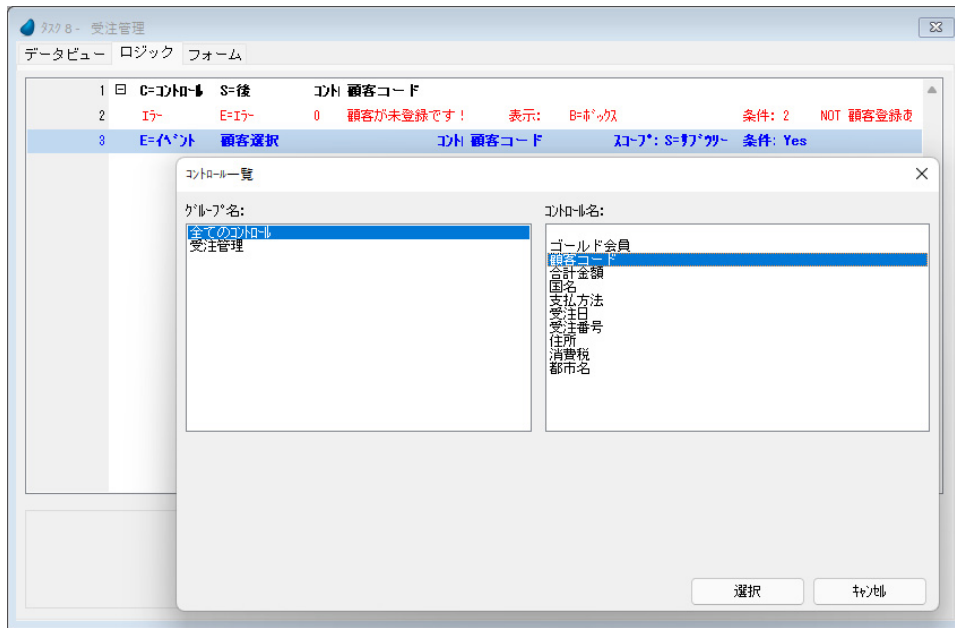 ﾀｽｸ 8 - 受注管理
データビュー ロジック フォーム
1 C=ｺﾝﾄﾛｰﾙ S=後 ｺﾝﾄ 顧客コード
2 ｴﾗｰ E=ｴﾗｰ 0 顧客が未登録です！ 表示: B=ﾎﾞｯｸｽ 条件: 2 NOT 顧客登録あ
3 E=ｲﾍﾞﾝﾄ 顧客選択 ｺﾝﾄ 顧客コード ｽｺｰﾌﾟ: S=ｻﾌﾞﾂﾘｰ 条件: Yes
ｺﾝﾄﾛｰﾙ一覧
ｸﾞﾙｰﾌﾟ名:
全てのｺﾝﾄﾛｰﾙ
受注管理
ｺﾝﾄﾛｰﾙ名:
ゴールド会員
顧客コード
合計金額
国名
支払方法
受注日
受注番号
住所
消費税
都市名
選択
ｷｬﾝｾﾙ